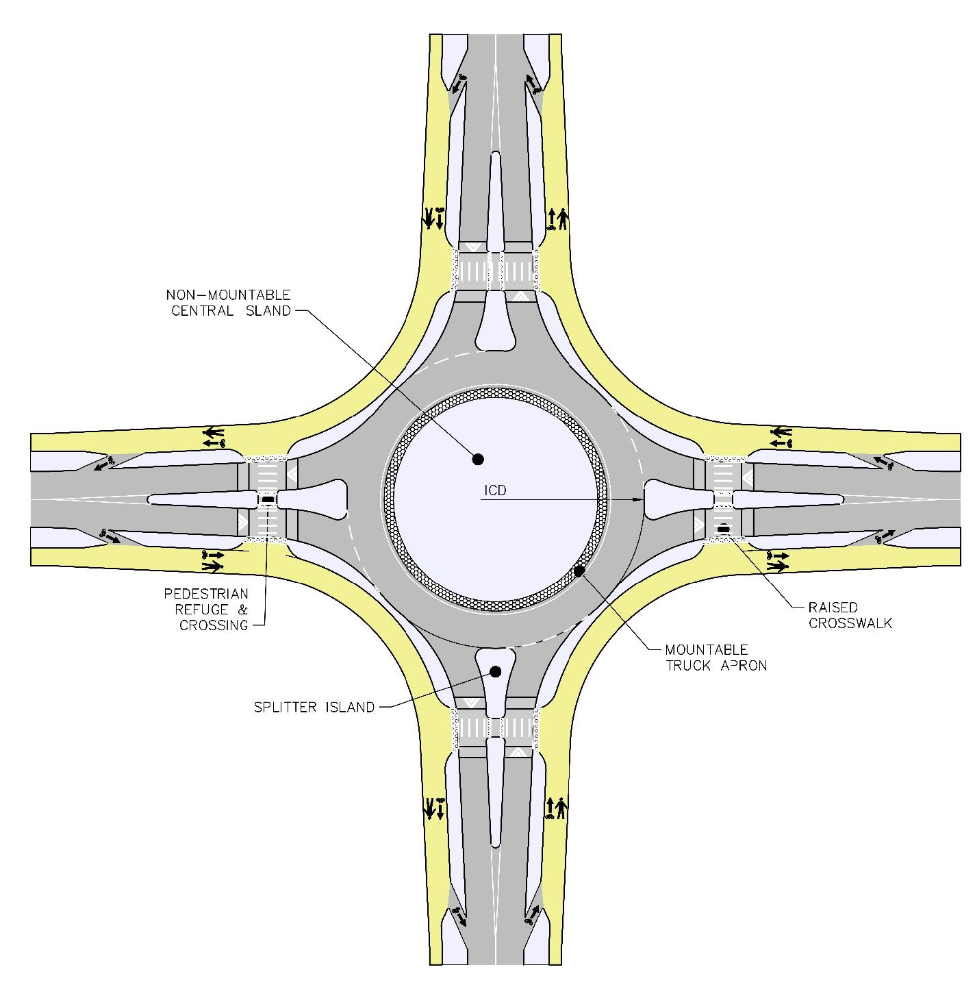 NON-MOUNTABLE
CENTRAL SLAND
ICD
PEDESTRIAN
REFUGE &
CROSSING
RAISED
CROSSWALK
MOUNTABLE
TRUCK APRON
SPLITTER ISLAND